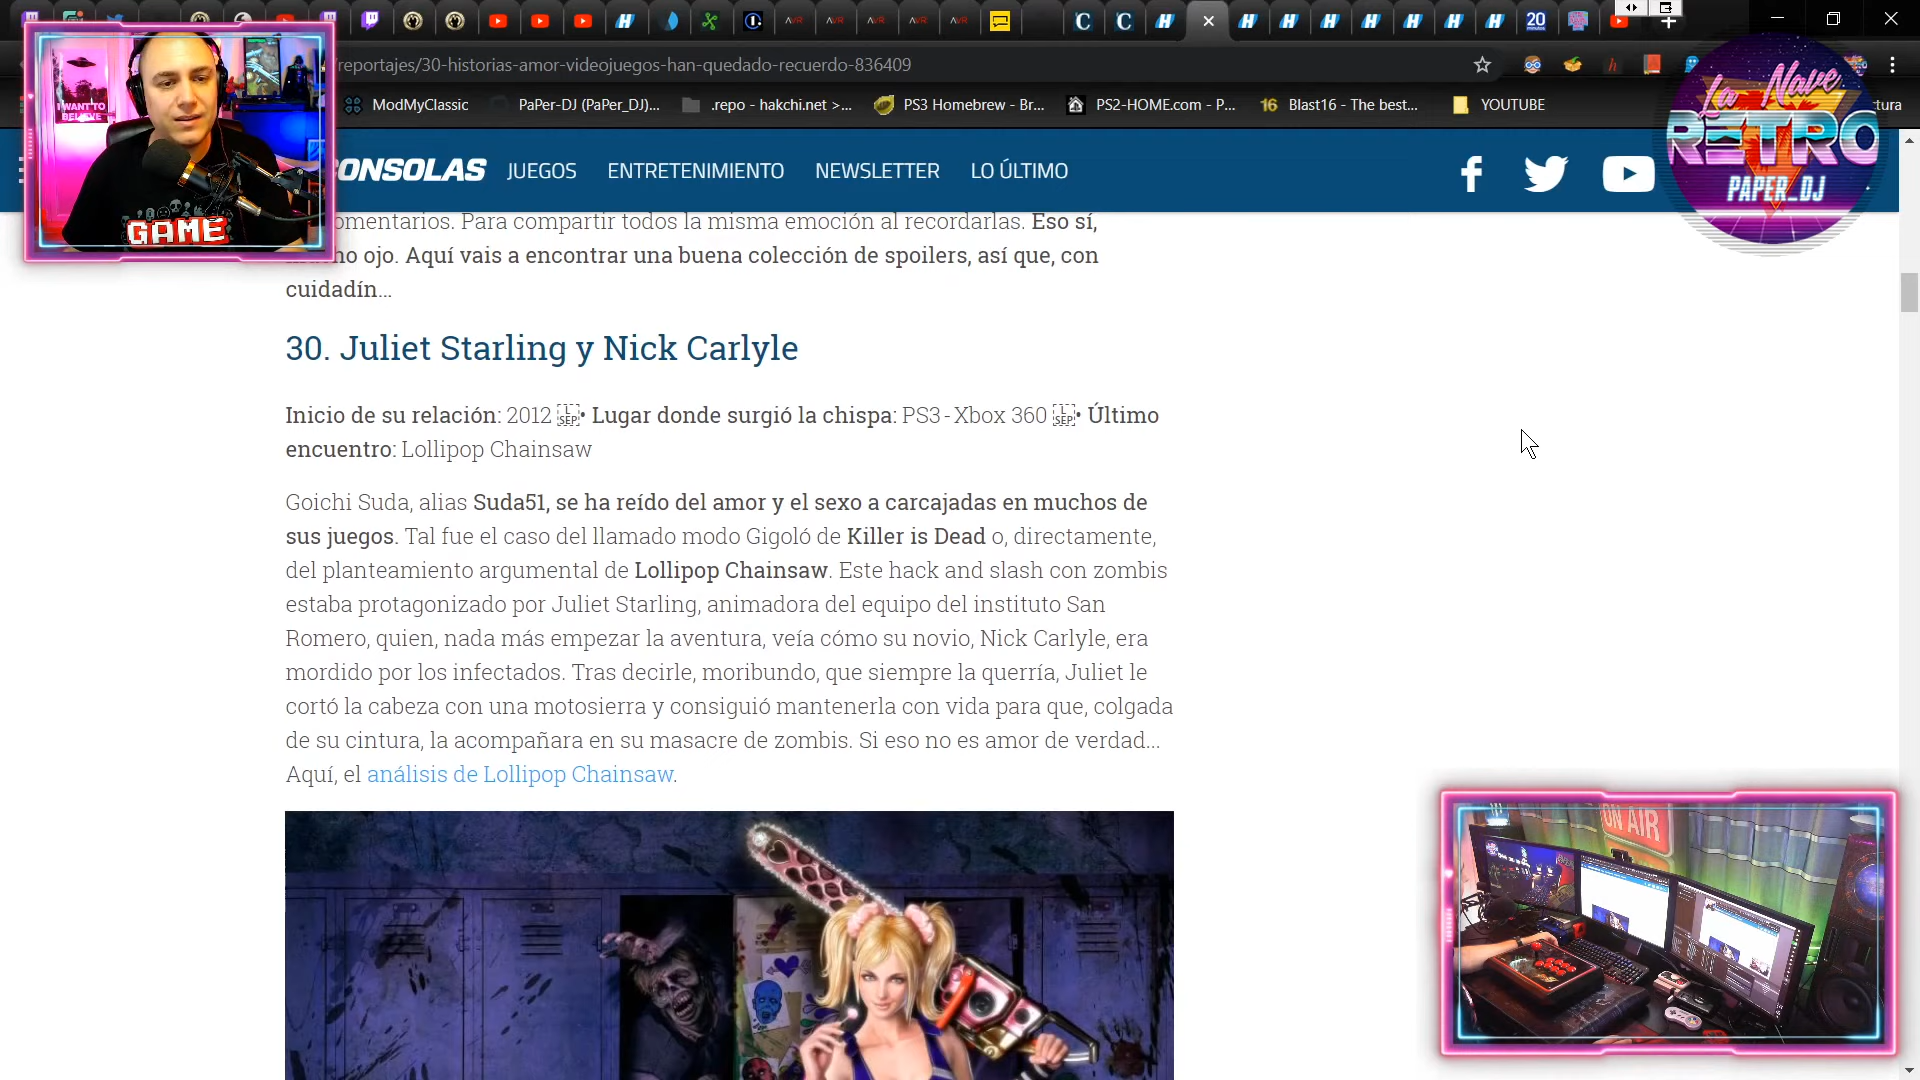 20
/reportajes/30-historias-amor-videojuegos-han-quedado-recuerdo-836409
ModMyClassic
PaPer-DJ (PaPer_DJ)...
.repo - hakchi.net >...
PS3 Homebrew - Br...
PS2-HOME.com - P...
16 Blast16 - The best...
YOUTUBE
ctura
I WANT TO BELIEVE
GAME
ONSOLAS
JUEGOS
ENTRETENIMIENTO
NEWSLETTER
LO ÚLTIMO
La Nave
RETRO
PAPER_DJ
omentarios. Para compartir todos la misma emoción al recordarlas. Eso sí,
ho ojo. Aquí vais a encontrar una buena colección de spoilers, así que, con
cuidadín...
30. Juliet Starling y Nick Carlyle
Inicio de su relación: 2012 • Lugar donde surgió la chispa: PS3 - Xbox 360 • Último
encuentro: Lollipop Chainsaw
Goichi Suda, alias Suda51, se ha reído del amor y el sexo a carcajadas en muchos de
sus juegos. Tal fue el caso del llamado modo Gigoló de Killer is Dead o, directamente,
del planteamiento argumental de Lollipop Chainsaw. Este hack and slash con zombis
estaba protagonizado por Juliet Starling, animadora del equipo del instituto San
Romero, quien, nada más empezar la aventura, veía cómo su novio, Nick Carlyle, era
mordido por los infectados. Tras decirle, moribundo, que siempre la querría, Juliet le
cortó la cabeza con una motosierra y consiguió mantenerla con vida para que, colgada
de su cintura, la acompañara en su masacre de zombis. Si eso no es amor de verdad...
Aquí, el análisis de Lollipop Chainsaw.
ON AIR